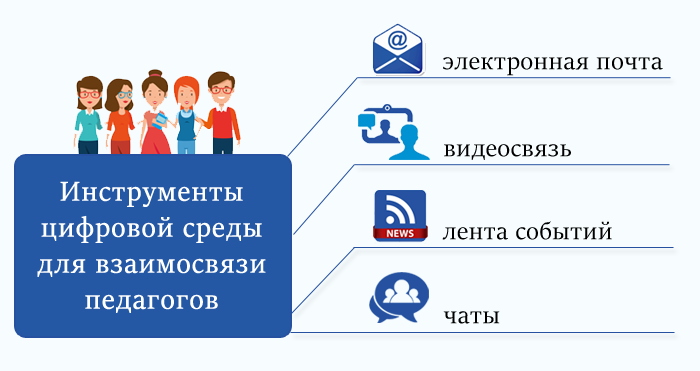 Инструменты
цифровой среды
для взаимосвязи
педагогов
@
электронная почта
видеосвязь
NEWS
лента событий
чаты